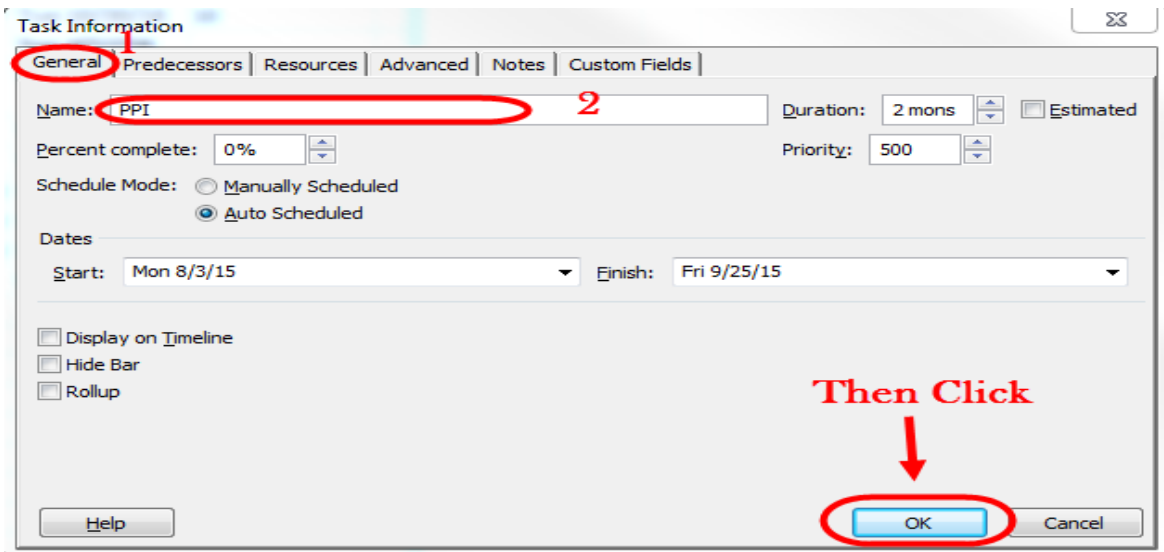 Task Information
1
General Predecessors Resources Advanced Notes Custom Fields
Name: PPI 2 Duration: 2 mons Estimated
Percent complete: 0% Priority: 500
Schedule Mode: Manually Scheduled
Auto Scheduled
Dates
Start: Mon 8/3/15 Finish: Fri 9/25/15
Display on Timeline
Hide Bar
Rollup
Then Click
Help OK Cancel